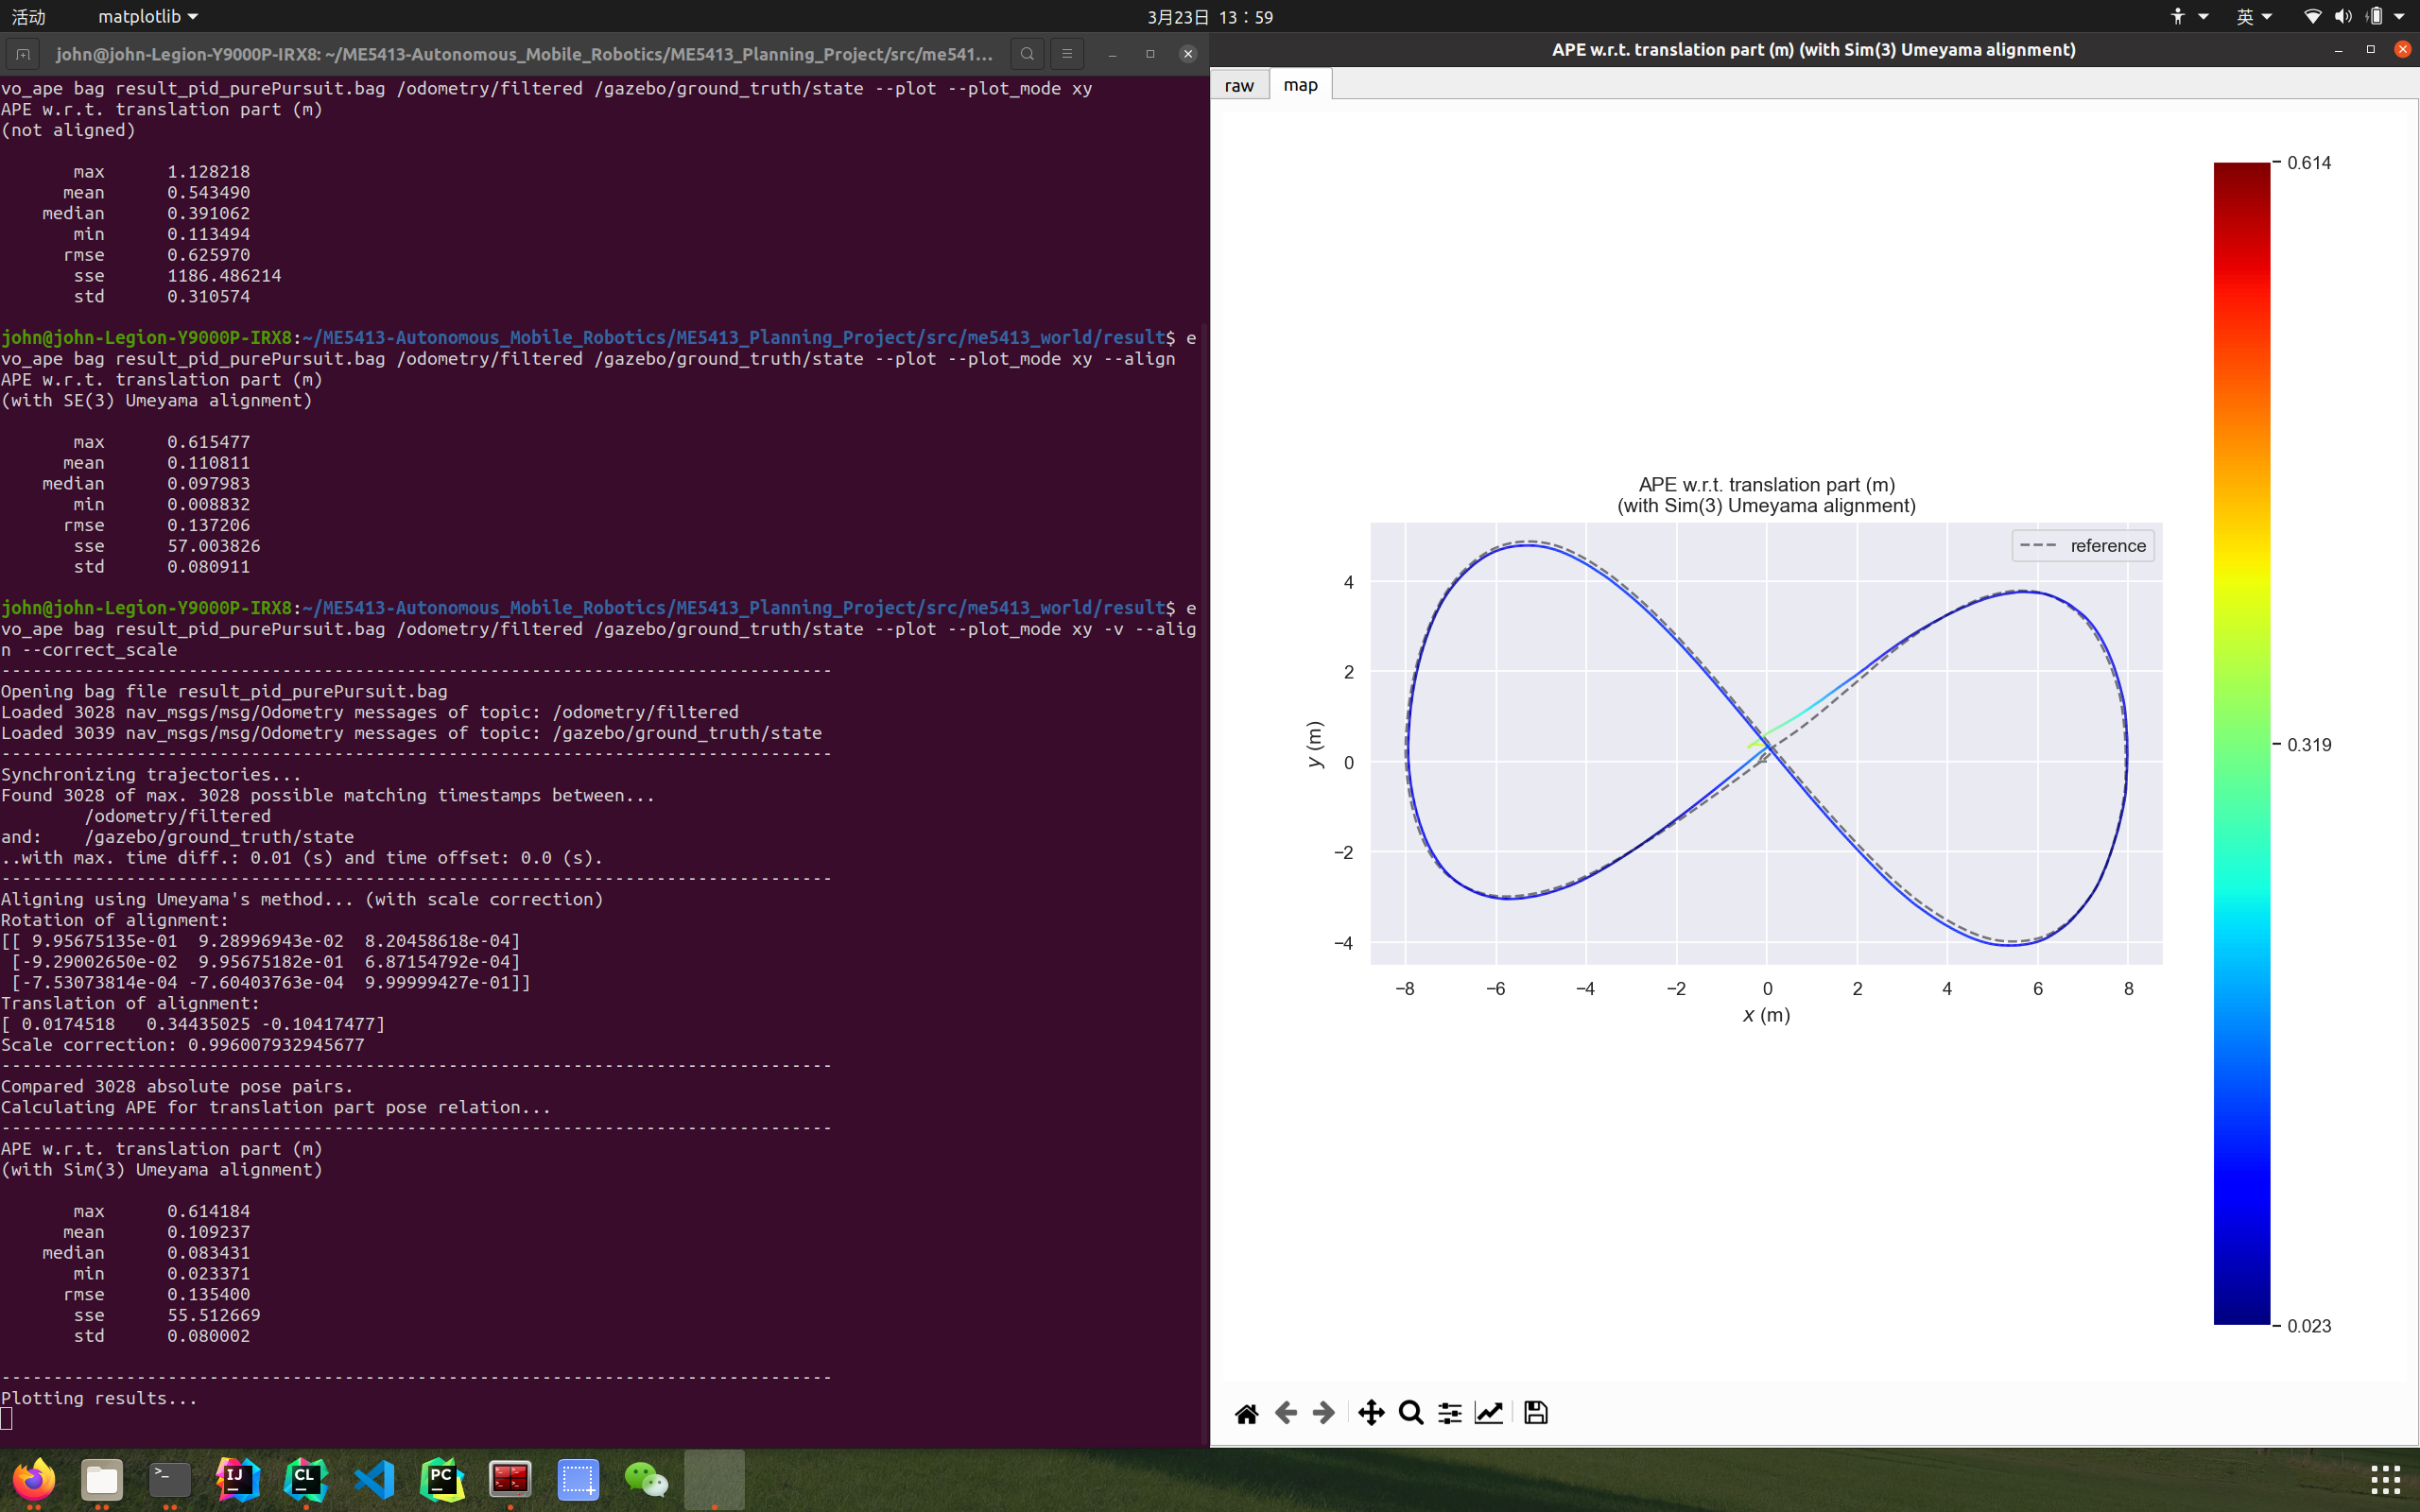 活动
matplotlib
3月23日 13：59
英
john@john-Legion-Y9000P-IRX8: ~/ME5413-Autonomous_Mobile_Robotics/ME5413_Planning_Project/src/me541...
vo_ape bag result_pid_purePursuit.bag /odometry/filtered /gazebo/ground_truth/state --plot --plot_mode xy
APE w.r.t. translation part (m)
(not aligned)
max 1.128218
mean 0.543490
median 0.391062
min 0.113494
rmse 0.625970
sse 1186.486214
std 0.310574
john@john-Legion-Y9000P-IRX8:~/ME5413-Autonomous_Mobile_Robotics/ME5413_Planning_Project/src/me5413_world/result$ e
vo_ape bag result_pid_purePursuit.bag /odometry/filtered /gazebo/ground_truth/state --plot --plot_mode xy --align
APE w.r.t. translation part (m)
(with SE(3) Umeyama alignment)
max 0.615477
mean 0.110811
median 0.097983
min 0.008832
rmse 0.137206
sse 57.003826
std 0.080911
john@john-Legion-Y9000P-IRX8:~/ME5413-Autonomous_Mobile_Robotics/ME5413_Planning_Project/src/me5413_world/result$ e
vo_ape bag result_pid_purePursuit.bag /odometry/filtered /gazebo/ground_truth/state --plot --plot_mode xy -v --alig
n --correct_scale
--------------------------------------------------------------------------------
Opening bag file result_pid_purePursuit.bag
Loaded 3028 nav_msgs/msg/Odometry messages of topic: /odometry/filtered
Loaded 3039 nav_msgs/msg/Odometry messages of topic: /gazebo/ground_truth/state
--------------------------------------------------------------------------------
Synchronizing trajectories...
Found 3028 of max. 3028 possible matching timestamps between...
/odometry/filtered
and: /gazebo/ground_truth/state
..with max. time diff.: 0.01 (s) and time offset: 0.0 (s).
--------------------------------------------------------------------------------
Aligning using Umeyama's method... (with scale correction)
Rotation of alignment:
[[ 9.95675135e-01 9.28996943e-02 8.20458618e-04]
[-9.29002650e-02 9.95675182e-01 6.87154792e-04]
[-7.53073814e-04 -7.60403763e-04 9.99999427e-01]]
Translation of alignment:
[ 0.0174518 0.34435025 -0.10417477]
Scale correction: 0.996007932945677
--------------------------------------------------------------------------------
Compared 3028 absolute pose pairs.
Calculating APE for translation part pose relation...
--------------------------------------------------------------------------------
APE w.r.t. translation part (m)
(with Sim(3) Umeyama alignment)
max 0.614184
mean 0.109237
median 0.083431
min 0.023371
rmse 0.135400
sse 55.512669
std 0.080002
--------------------------------------------------------------------------------
Plotting results...
APE w.r.t. translation part (m) (with Sim(3) Umeyama alignment)
raw
map
APE w.r.t. translation part (m)
(with Sim(3) Umeyama alignment)
reference
4
2
0
−2
−4
y (m)
−8 −6 −4 −2 0 2 4 6 8
x (m)
0.614
0.319
0.023
IJ
CL
PC